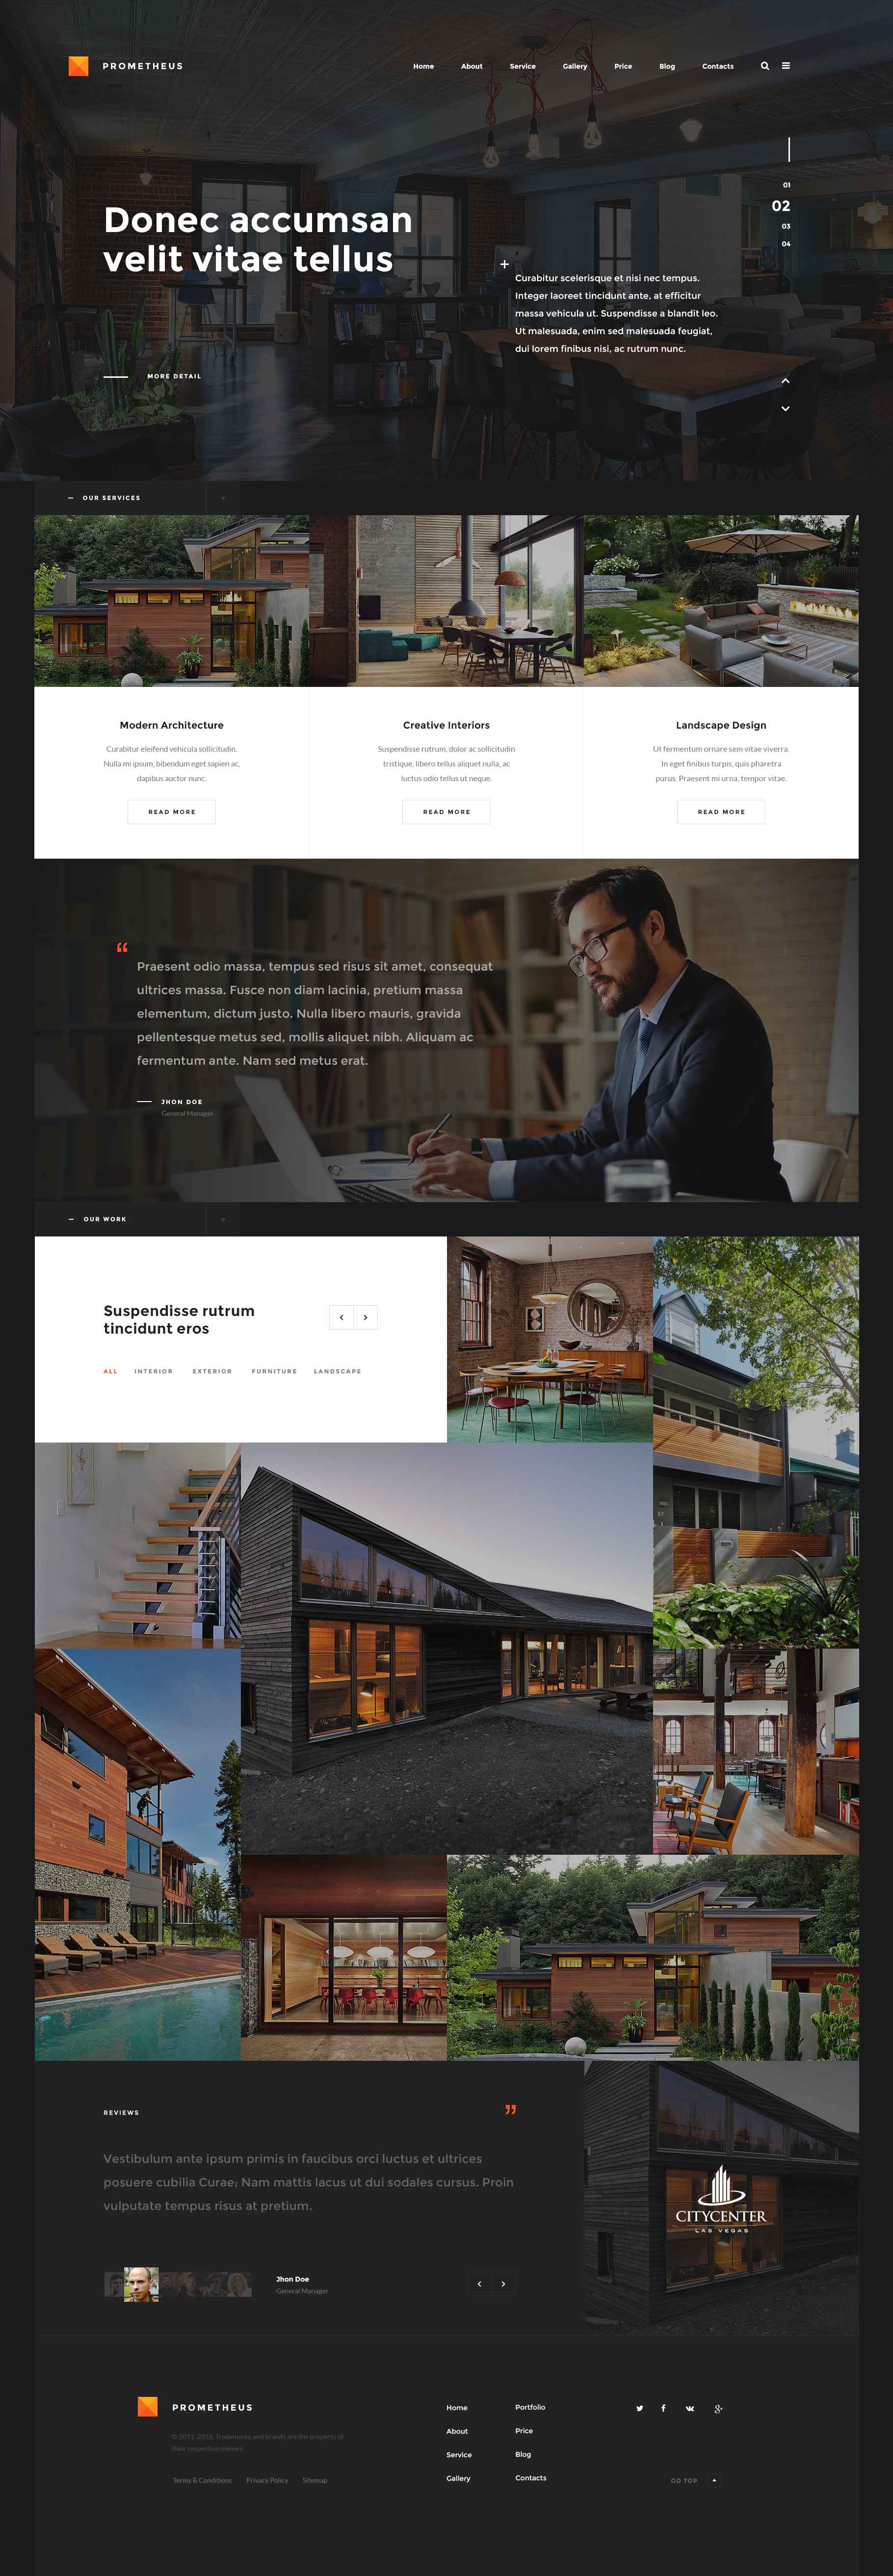 PROMETHEUS
Home About Service Gallery Price Blog Contacts
01
02
03
04
Donec accumsan
velit vitae tellus
+
Curabitur scelerisque et nisi nec tempus.
Integer laoreet tincidunt ante, at efficitur
massa vehicula ut. Suspendisse a blandit leo.
Ut malesuada, enim sed malesuada feugiat,
dui lorem finibus nisi, ac rutrum nunc.
MORE DETAIL
OUR SERVICES
Modern Architecture
Curabitur eleifend vehicula sollicitudin.
Nulla mi ipsum, bibendum eget sapien ac,
dapibus auctor nunc.
READ MORE
Creative Interiors
Suspendisse rutrum, dolor ac sollicitudin
tristique, libero tellus aliquet nulla, ac
luctus odio tellus ut neque.
READ MORE
Landscape Design
Ut fermentum ornare sem vitae viverra.
In eget finibus turpis, quis pharetra
purus. Praesent mi urna, tempor vitae.
READ MORE
“
Praesent odio massa, tempus sed risus sit amet, consequat
ultrices massa. Fusce non diam lacinia, pretium massa
elementum, dictum justo. Nulla libero mauris, gravida
pellentesque metus sed, mollis aliquet nibh. Aliquam ac
fermentum ante. Nam sed metus erat.
JHON DOE
General Manager
OUR WORK
Suspendisse rutrum
tincidunt eros
ALL INTERIOR EXTERIOR FURNITURE LANDSCAPE
57
REVIEWS
”
Vestibulum ante ipsum primis in faucibus orci luctus et ultrices
posuere cubilia Curae; Nam mattis lacus ut dui sodales cursus. Proin
vulputate tempus risus at pretium.
Jhon Doe
General Manager
CITYCENTER
LAS VEGAS
PROMETHEUS
© 2011-2016 Trademarks and brands are the property of
their respective owners.
Terms & Conditions Privacy Policy Sitemap
Home
About
Service
Gallery
Portfolio
Price
Blog
Contacts
GO TOP